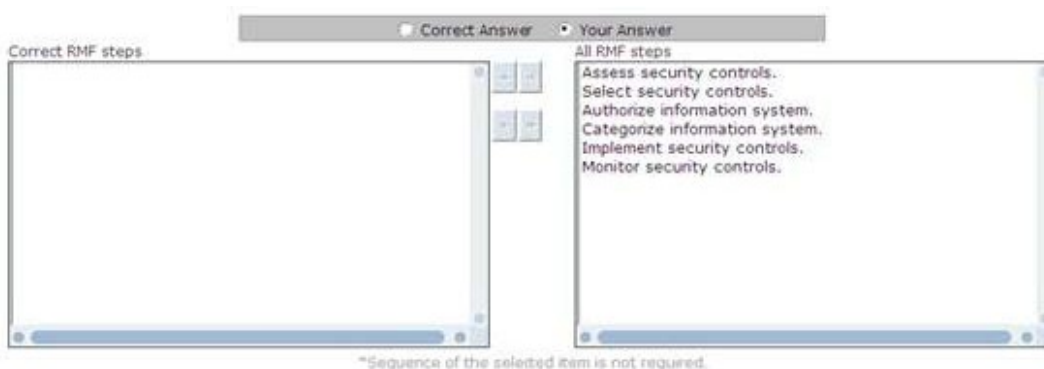 Correct Answer Your Answer
Correct RMF steps
All RMF steps
Assess security controls.
Select security controls.
Authorize information system.
Categorize information system.
Implement security controls.
Monitor security controls.
*Sequence of the selected item is not required.